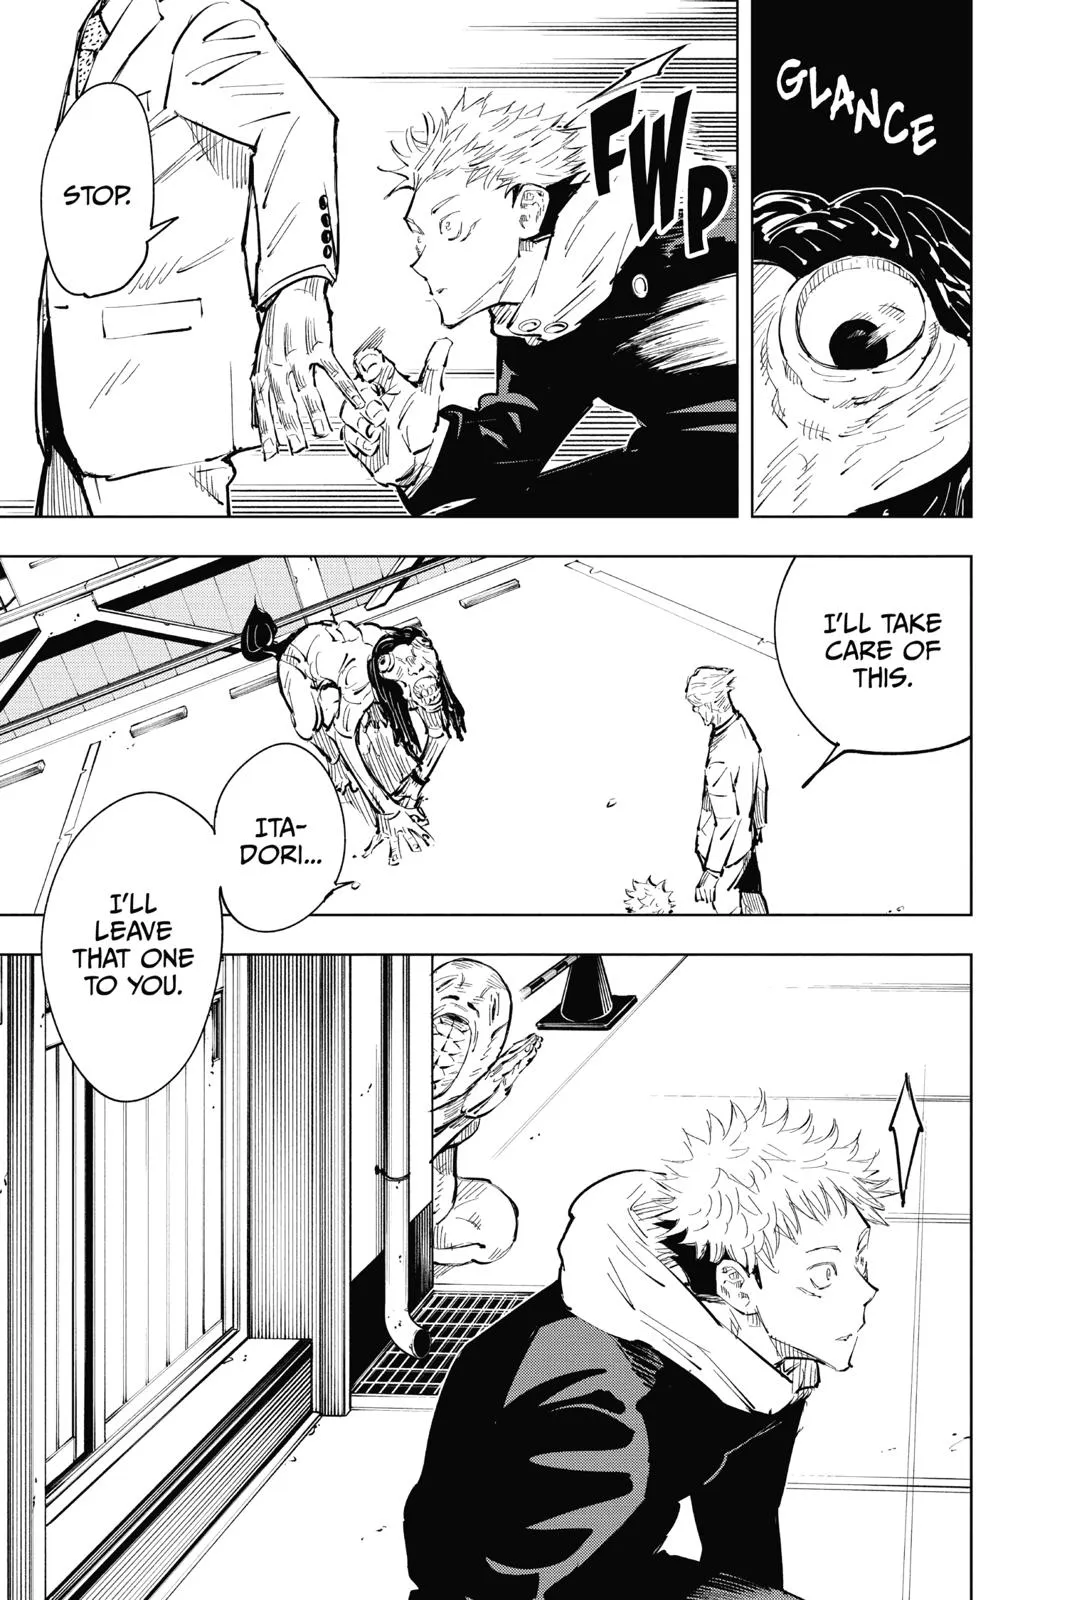 GLANCE
FWP
STOP.
I'LL TAKE
CARE OF
THIS.
ITA-
DORI...
I'LL
LEAVE
THAT ONE
TO YOU.